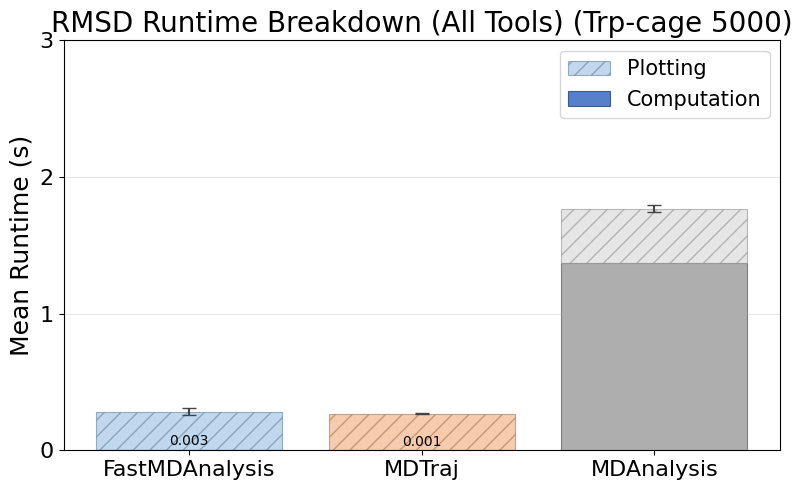 RMSD Runtime Breakdown (All Tools) (Trp-cage 5000)
Mean Runtime (s)
3
2
1
0
Plotting
Computation
0.003
0.001
FastMDAnalysis
MDTraj
MDAnalysis